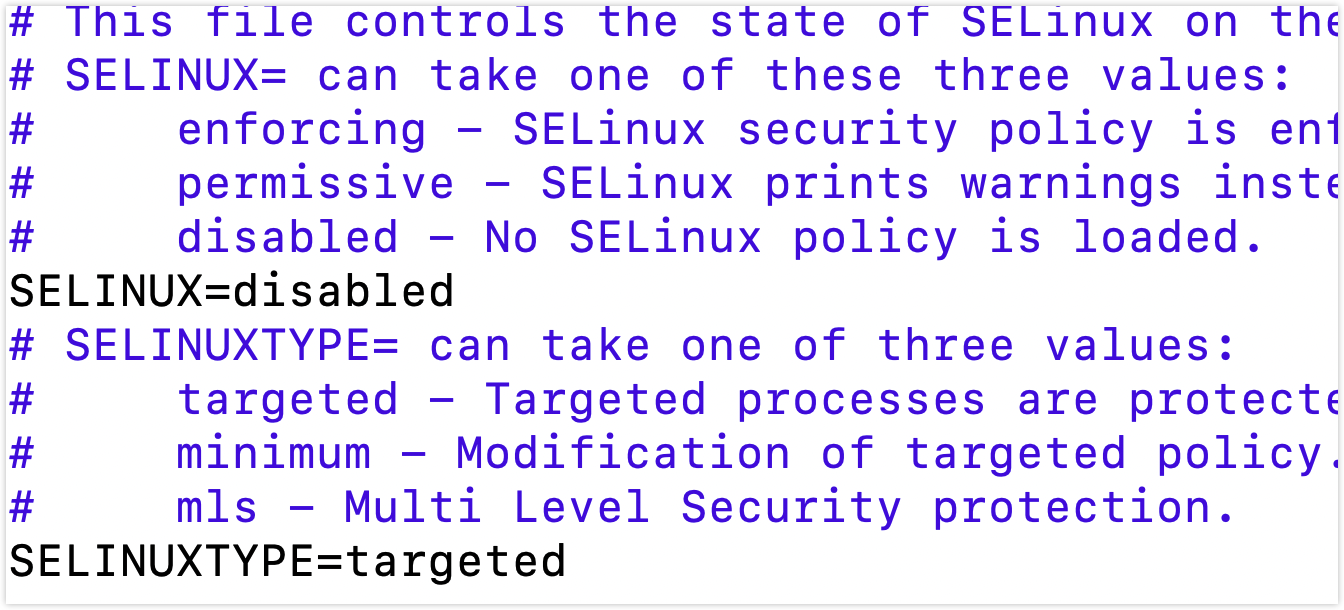 # This file controls the state of SELinux on the
# SELINUX= can take one of these three values:
#     enforcing - SELinux security policy is enf
#     permissive - SELinux prints warnings inste
#     disabled - No SELinux policy is loaded.
SELINUX=disabled
# SELINUXTYPE= can take one of three values:
#     targeted - Targeted processes are protecte
#     minimum - Modification of targeted policy.
#     mls - Multi Level Security protection.
SELINUXTYPE=targeted